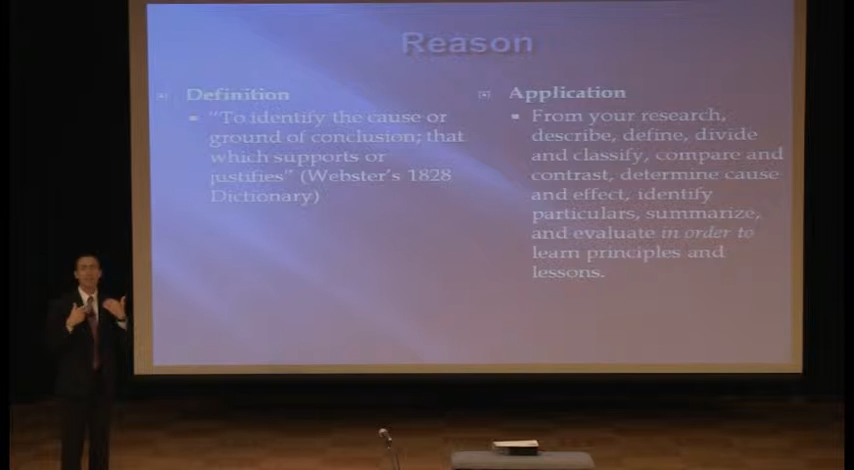 Reason
Definition
"To identify the cause or
ground of conclusion; that
which supports or
justifies" (Webster's 1828
Dictionary)
Application
From your research,
describe, define, divide
and classify, compare and
contrast, determine cause
and effect, identify
particulars, summarize,
and evaluate in order to
learn principles and
lessons.